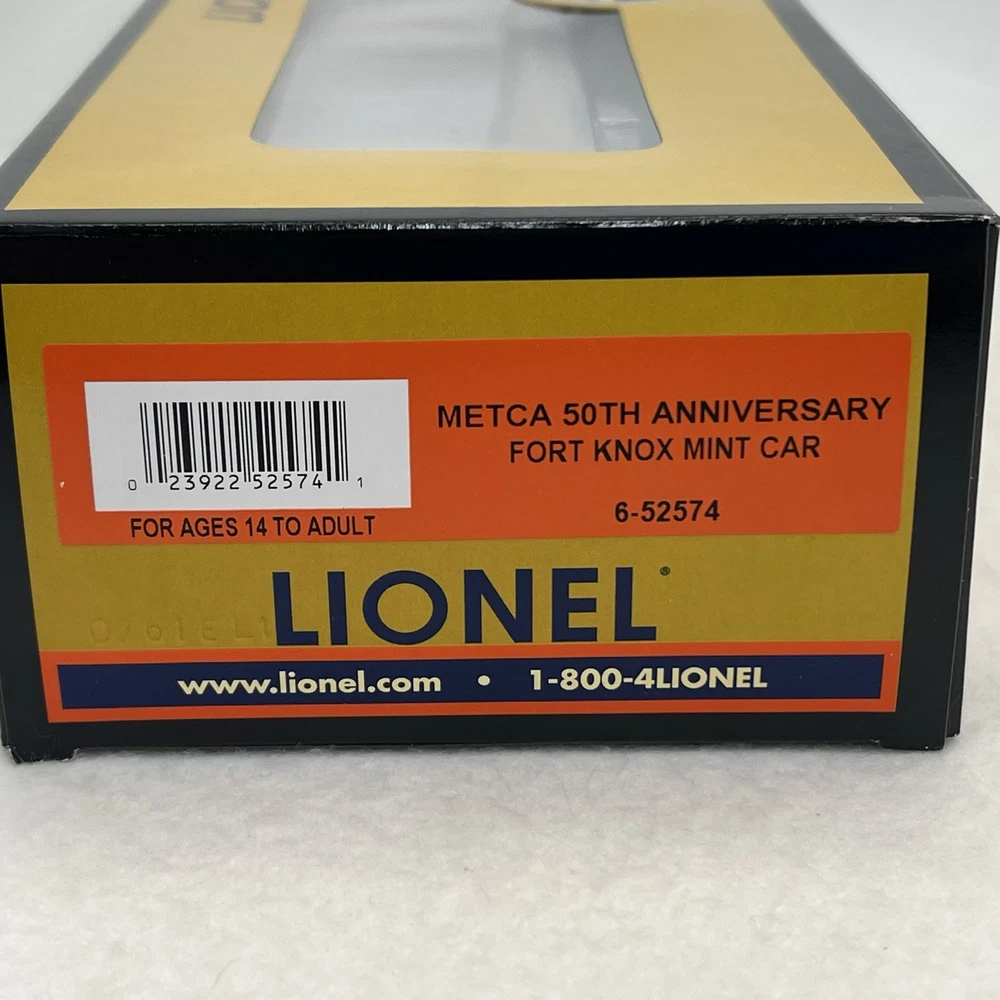 METCA 50TH ANNIVERSARY
FORT KNOX MINT CAR
6-52574
0 23922 52574 1
FOR AGES 14 TO ADULT
LIONEL®
www.lionel.com • 1-800-4LIONEL